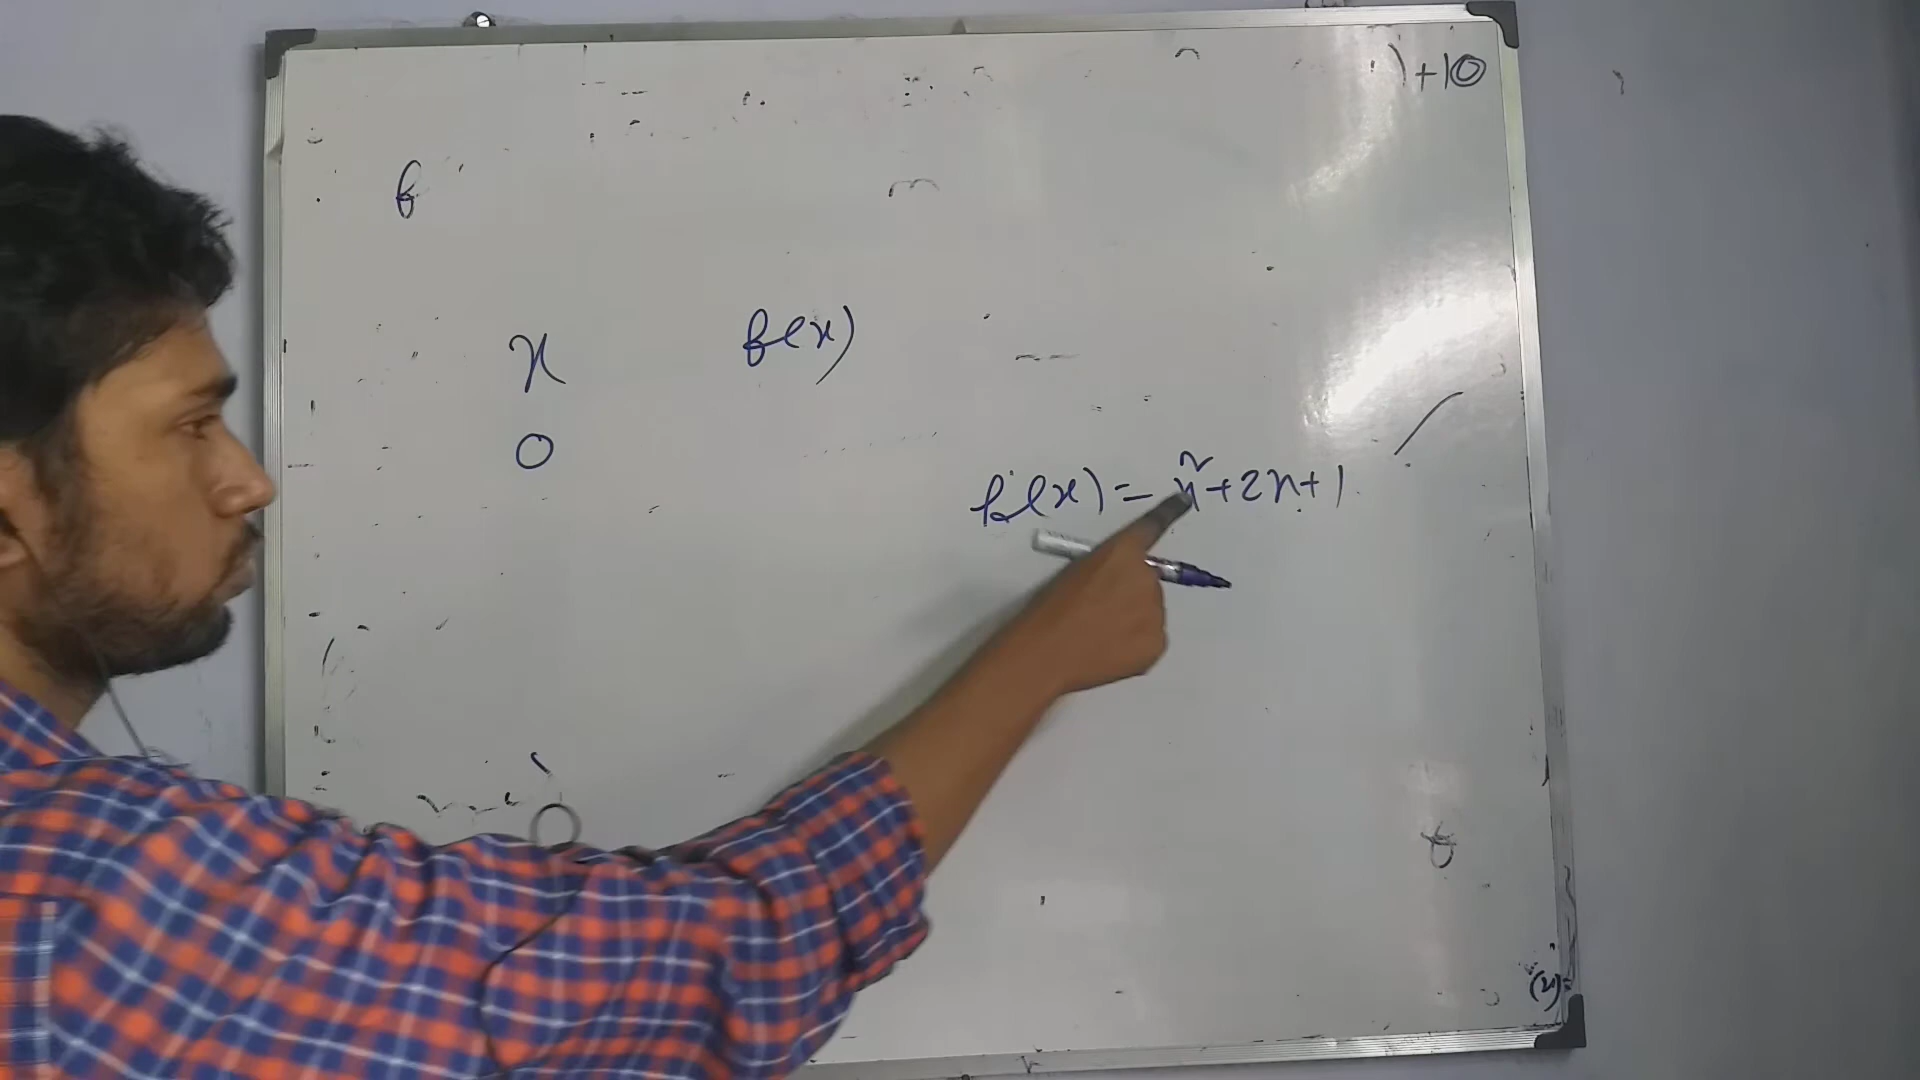 )+10
f
x f(x)
0
f(x) = x²+2x+1
(x)